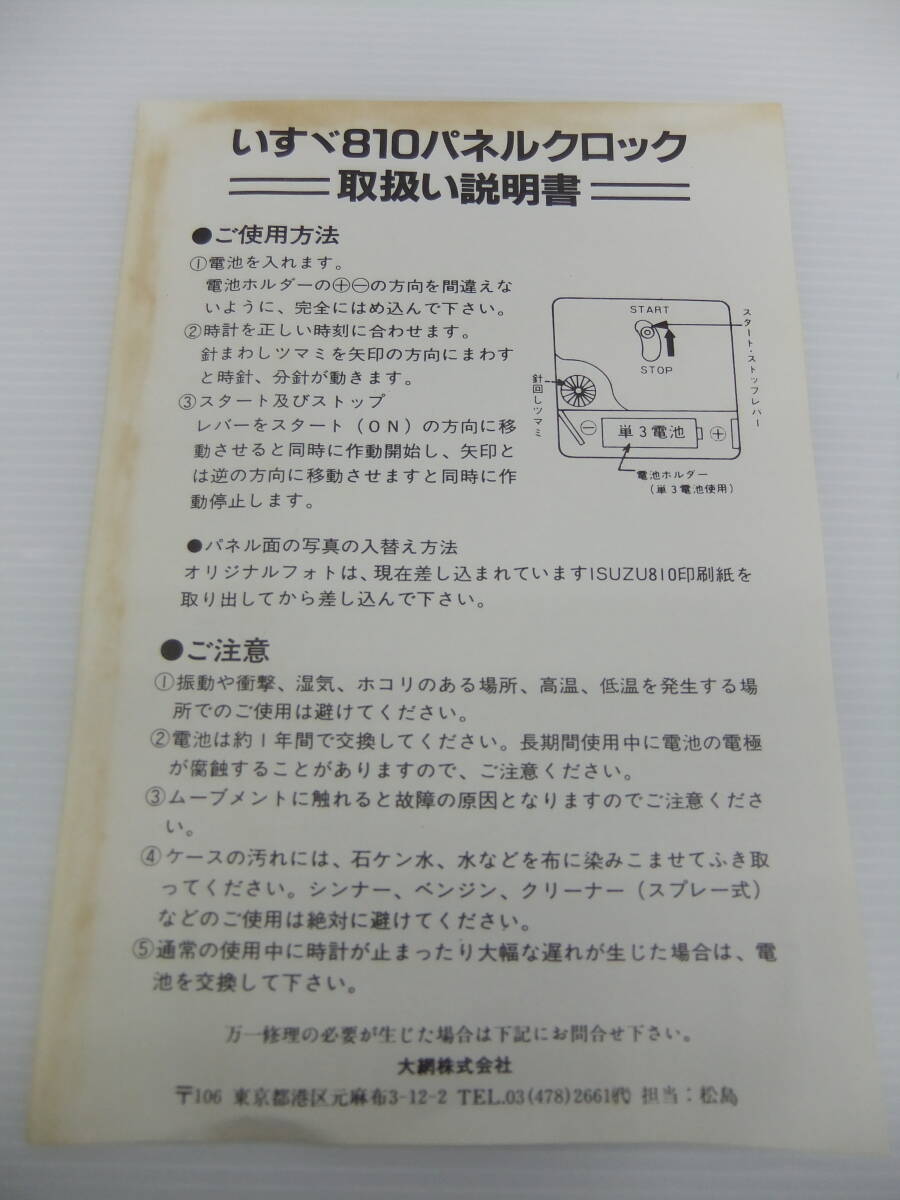 いすゞ810パネルクロック
取扱い説明書
●ご使用方法
①電池を入れます。
電池ホルダーの⊕⊖の方向を間違えな
いように、完全にはめ込んで下さい。
②時計を正しい時刻に合わせます。
針まわしツマミを矢印の方向にまわす
と時針、分針が動きます。
③スタート及びストップ
レバーをスタート(ON)の方向に移
動させると同時に作動開始し、矢印と
は逆の方向に移動させますと同時に作
動停止します。
START
STOP
スタート・ストップレバー
針回しツマミ
⊖ 単3電池 ⊕
電池ホルダー
(単3電池使用)
●パネル面の写真の入替え方法
オリジナルフォトは、現在差し込まれていますISUZU810印刷紙を
取り出してから差し込んで下さい。
●ご注意
①振動や衝撃、湿気、ホコリのある場所、高温、低温を発生する場
所でのご使用は避けてください。
②電池は約1年間で交換してください。長期間使用中に電池の電極
が腐蝕することがありますので、ご注意ください。
③ムーブメントに触れると故障の原因となりますのでご注意くださ
い。
④ケースの汚れには、石ケン水、水などを布に染みこませてふき取
ってください。シンナー、ベンジン、クリーナー(スプレー式)
などのご使用は絶対に避けてください。
⑤通常の使用中に時計が止まったり大幅な遅れが生じた場合は、電
池を交換して下さい。
万一修理の必要が生じた場合は下記にお問合せ下さい。
大網株式会社
〒106 東京都港区元麻布3-12-2 TEL.03(478)2661代 担当：松島